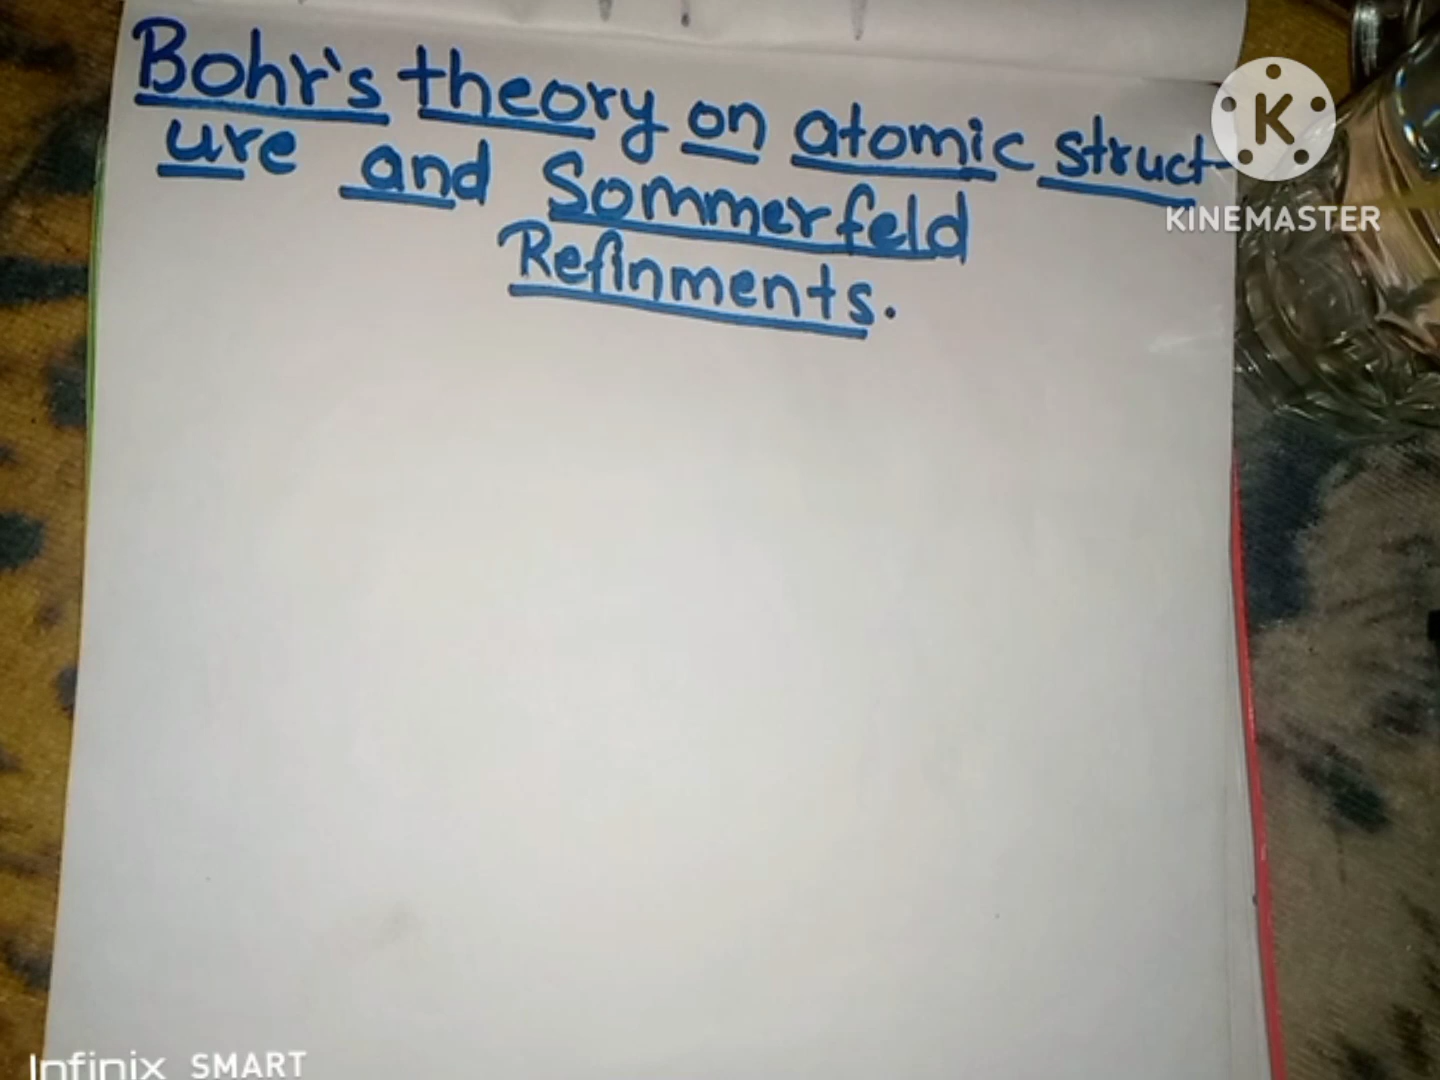 Bohr's theory on atomic struct-
ure and Sommerfeld
Refinments.
K
KINEMASTER
Infinix SMART